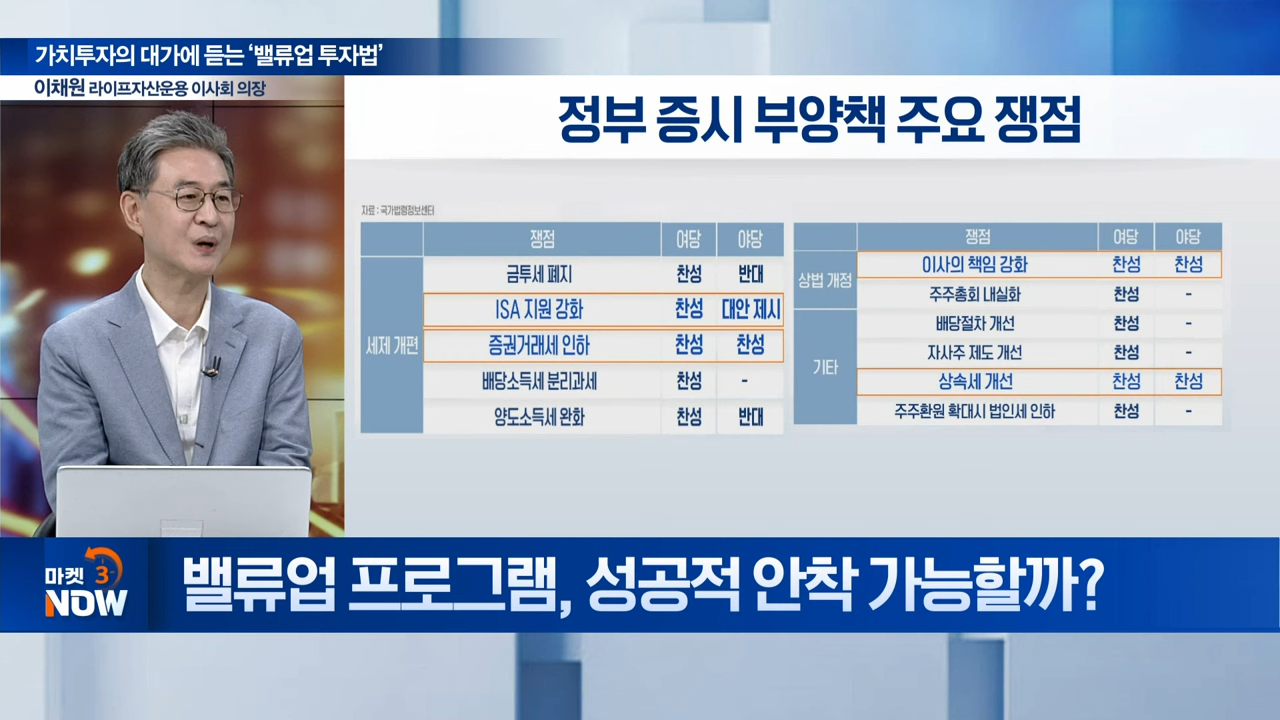 가치투자의 대가에 듣는 ‘밸류업 투자법’
이채원 라이프자산운용 이사회 의장
정부 증시 부양책 주요 쟁점
자료 : 국가법령정보센터
쟁점 여당 야당
세제 개편
금투세 폐지 찬성 반대
ISA 지원 강화 찬성 대안 제시
증권거래세 인하 찬성 찬성
배당소득세 분리과세 찬성 -
양도소득세 완화 찬성 반대
쟁점 여당 야당
상법 개정
이사의 책임 강화 찬성 찬성
주주총회 내실화 찬성 -
기타
배당절차 개선 찬성 -
자사주 제도 개선 찬성 -
상속세 개선 찬성 찬성
주주환원 확대시 법인세 인하 찬성 -
마켓 3
NOW
밸류업 프로그램, 성공적 안착 가능할까?